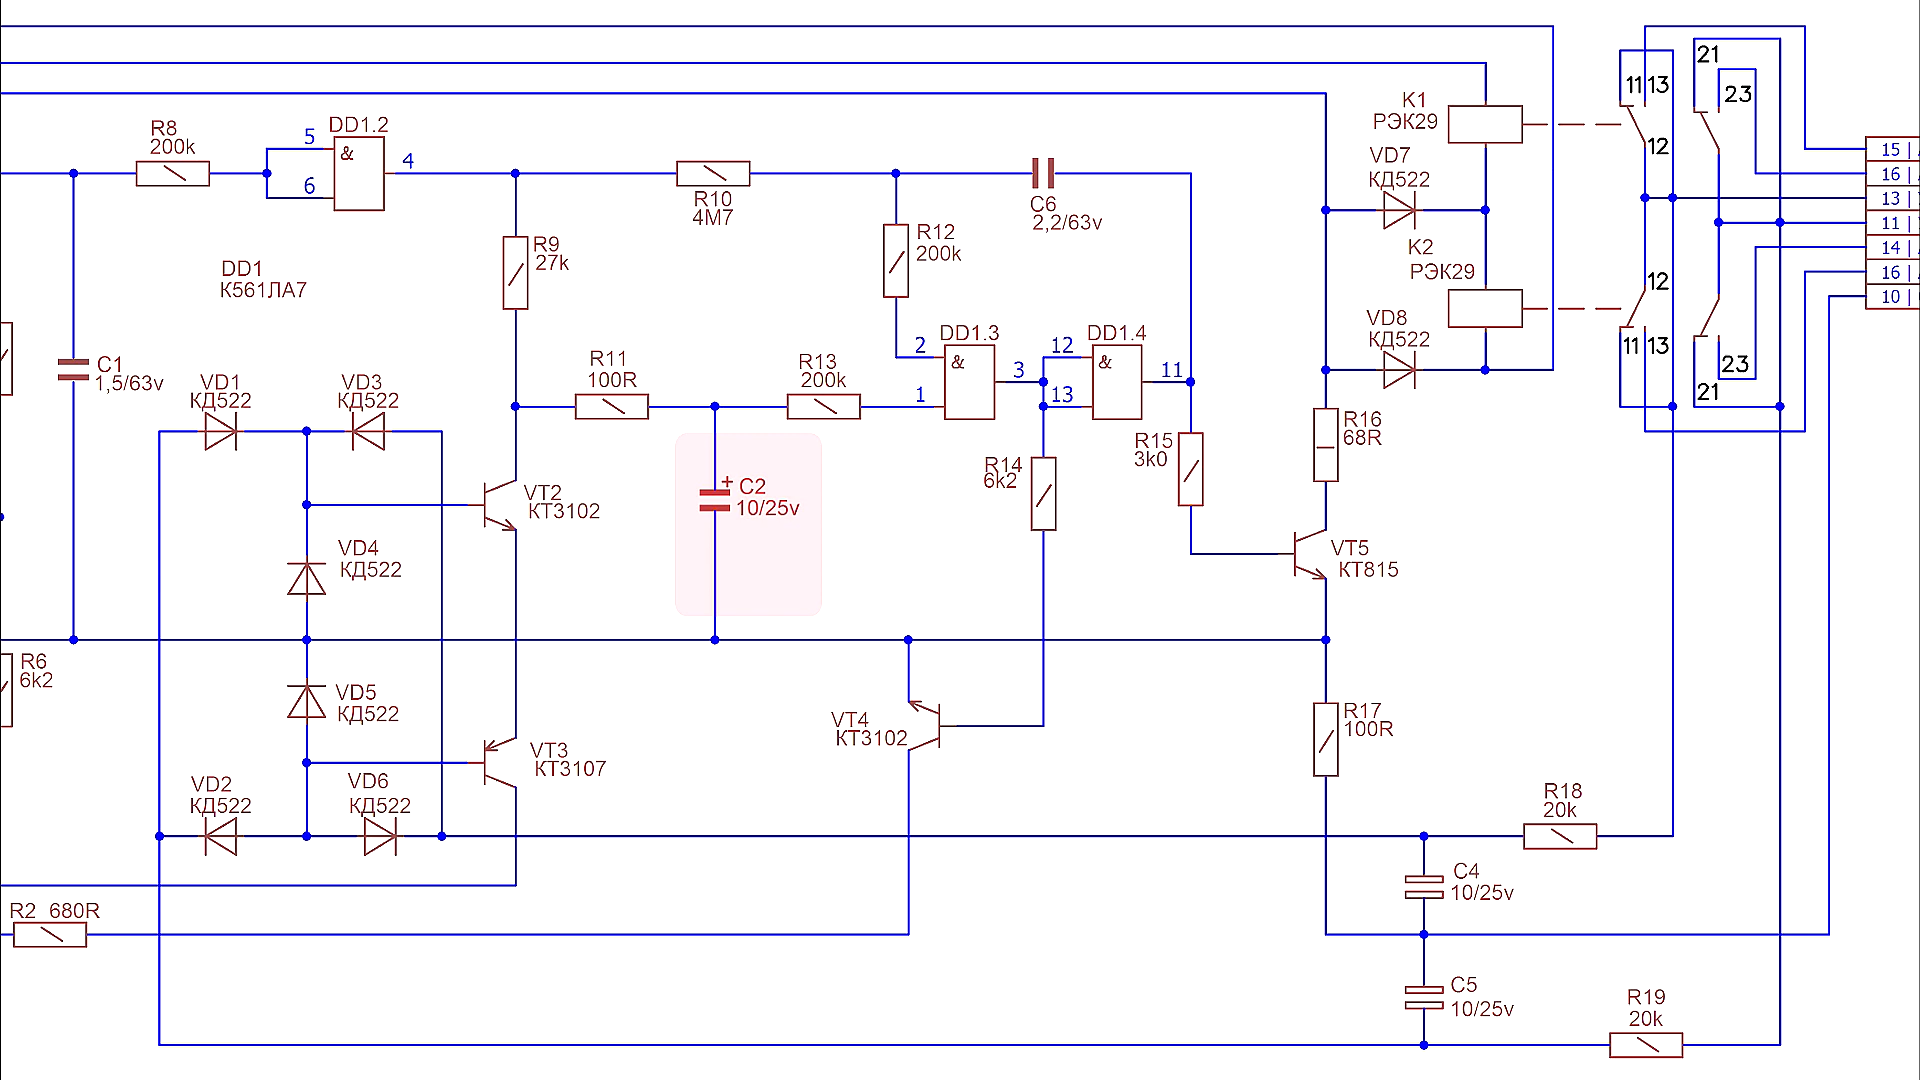 R8
200k
5
6
DD1.2
&
4
DD1
К561ЛА7
R9
27k
R10
4M7
R12
200k
C6
2,2/63v
K1
РЭК29
VD7
КД522
K2
РЭК29
VD8
КД522
11 13
12
21
23
12
11 13
23
21
15 |
16 |
13 |
11 |
14 |
16 |
10 |
C1
1,5/63v
VD1
КД522
VD3
КД522
R11
100R
R13
200k
2
1
DD1.3
&
3
12
13
DD1.4
&
11
R14
6k2
R15
3k0
R16
68R
VT2
КТ3102
+ C2
10/25v
VT5
КТ815
VD4
КД522
R6
6k2
VD5
КД522
VT3
КТ3107
VT4
КТ3102
R17
100R
VD2
КД522
VD6
КД522
R18
20k
C4
10/25v
R2 680R
C5
10/25v
R19
20k